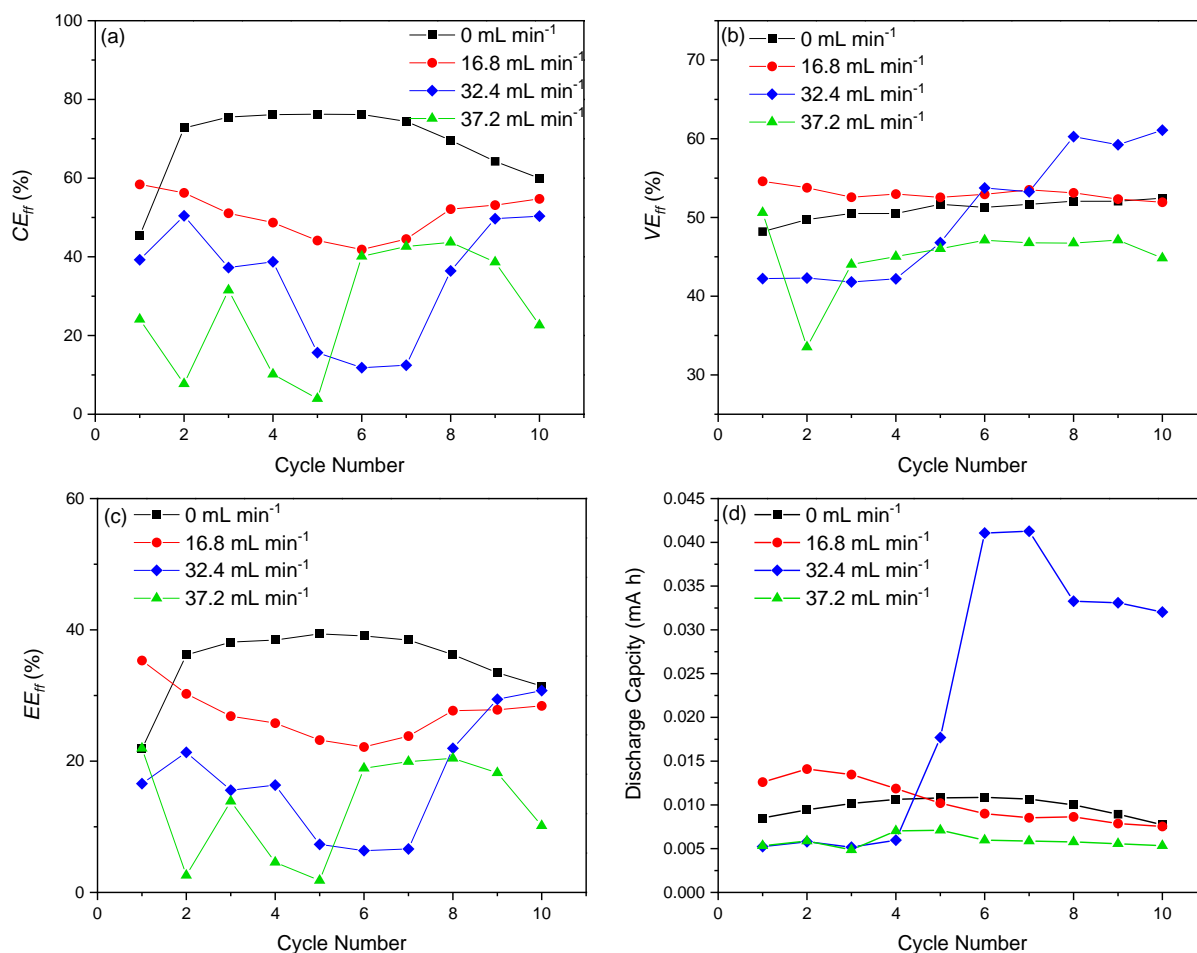 (a)
0 mL min⁻¹
16.8 mL min⁻¹
32.4 mL min⁻¹
37.2 mL min⁻¹
100
80
60
40
20
0
CE_ff (%)
0 2 4 6 8 10
Cycle Number
(b)
0 mL min⁻¹
16.8 mL min⁻¹
32.4 mL min⁻¹
37.2 mL min⁻¹
70
60
50
40
30
VE_ff (%)
0 2 4 6 8 10
Cycle Number
(c)
0 mL min⁻¹
16.8 mL min⁻¹
32.4 mL min⁻¹
37.2 mL min⁻¹
60
40
20
0
EE_ff (%)
0 2 4 6 8 10
Cycle Number
(d)
0 mL min⁻¹
16.8 mL min⁻¹
32.4 mL min⁻¹
37.2 mL min⁻¹
0.045
0.040
0.035
0.030
0.025
0.020
0.015
0.010
0.005
0.000
Discharge Capcity (mA h)
0 2 4 6 8 10
Cycle Number